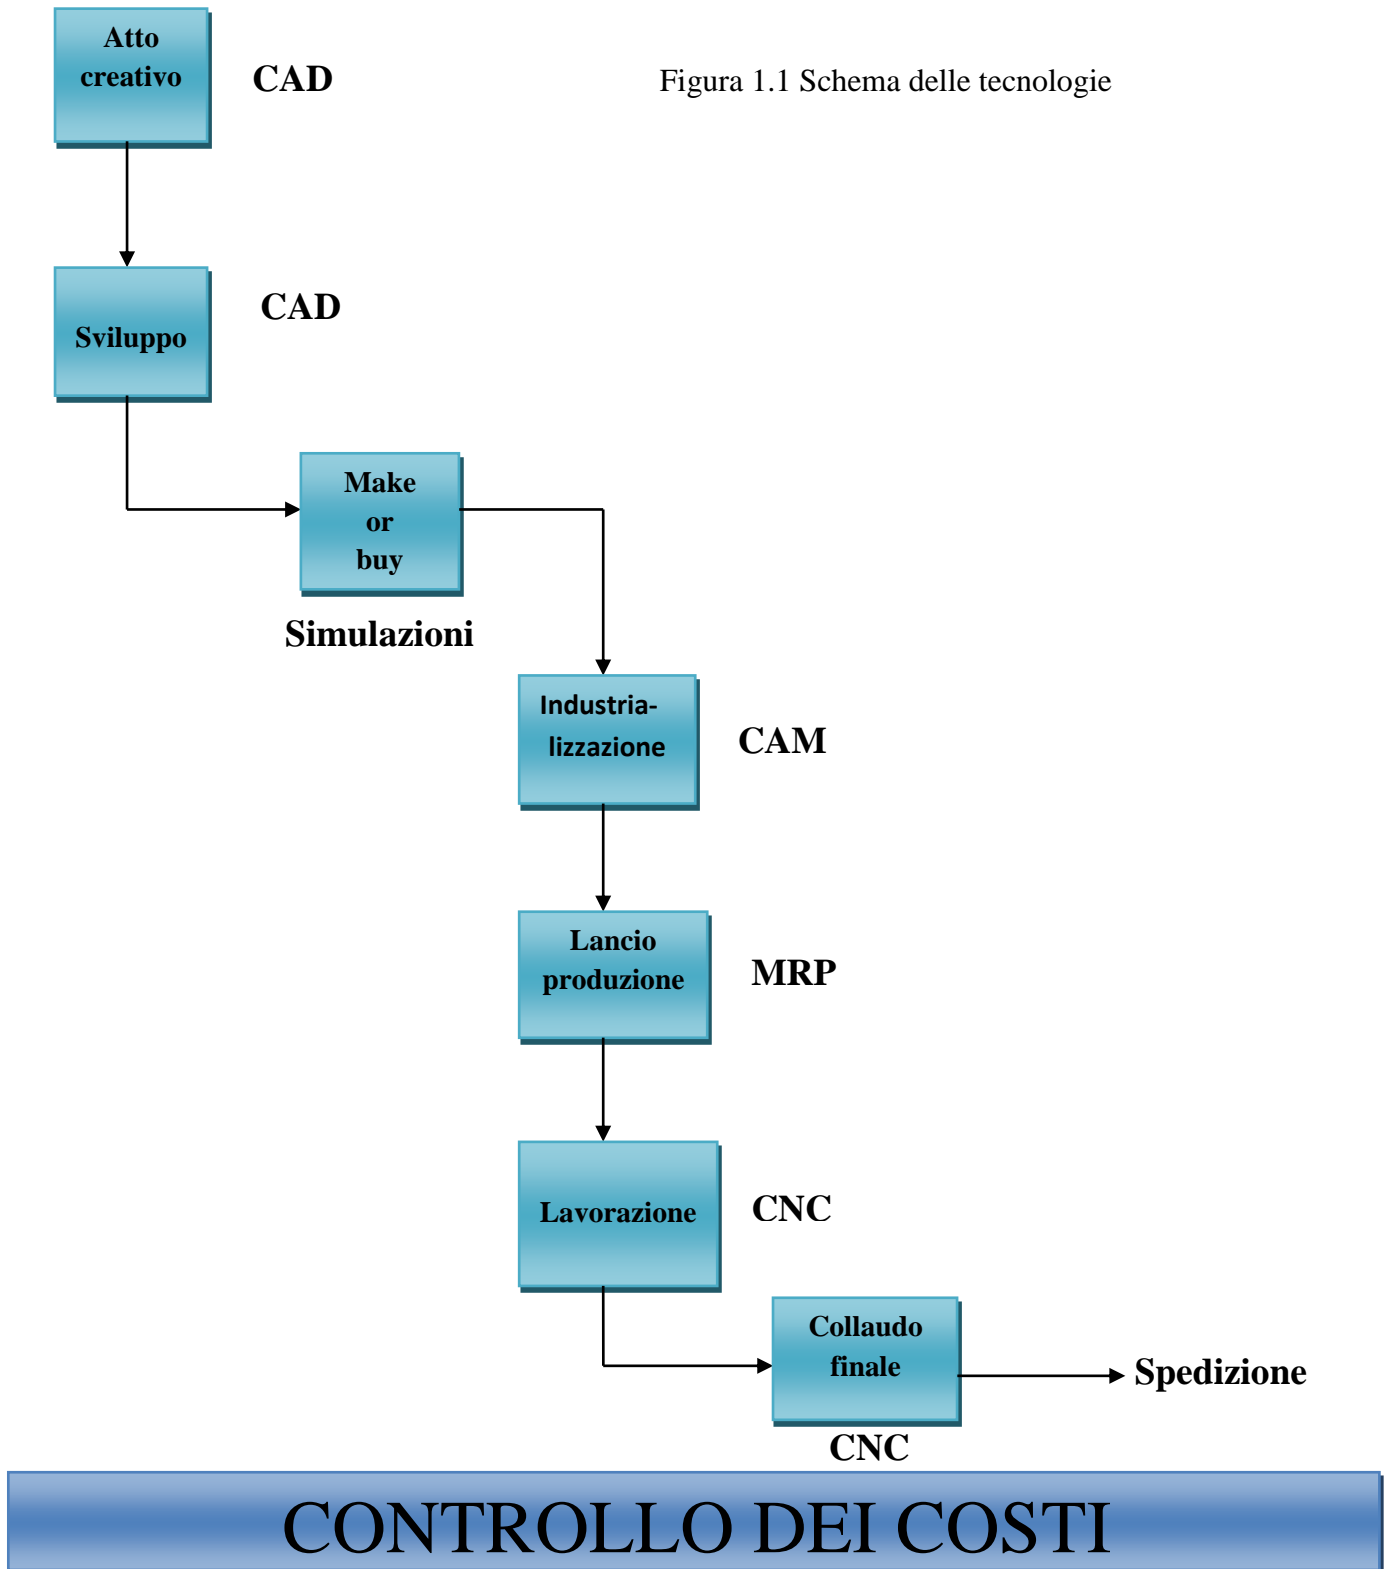 Atto
creativo
CAD
Figura 1.1 Schema delle tecnologie
Sviluppo
CAD
Make
or
buy
Simulazioni
Industria-
lizzazione
CAM
Lancio
produzione
MRP
Lavorazione
CNC
Collaudo
finale
Spedizione
CNC
CONTROLLO DEI COSTI